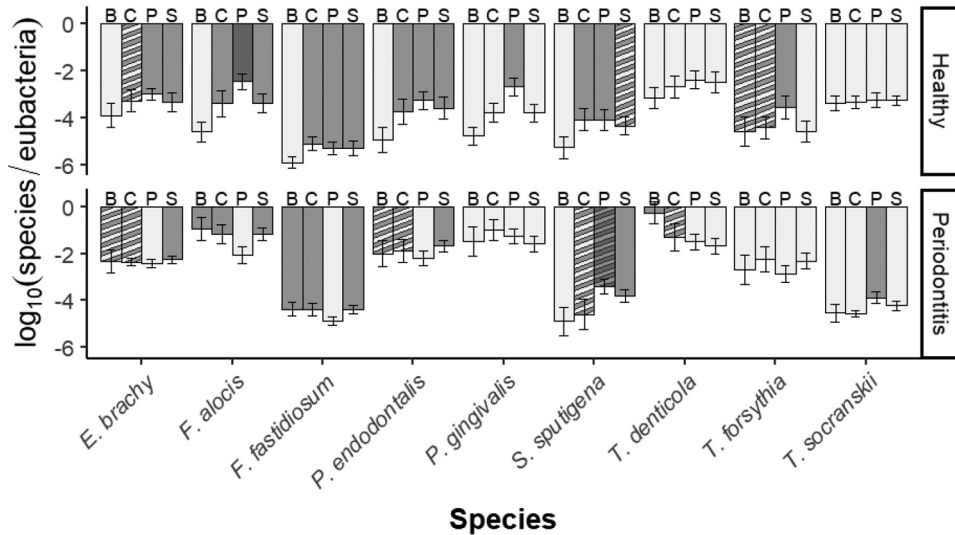 B C P S B C P S B C P S B C P S B C P S B C P S B C P S B C P S B C P S
0
-2
-4
-6
Healthy
B C P S B C P S B C P S B C P S B C P S B C P S B C P S B C P S B C P S
0
-2
-4
-6
Periodontitis
log10(species / eubacteria)
E. brachy
F. alocis
F. fastidiosum
P. endodontalis
P. gingivalis
S. sputigena
T. denticola
T. forsythia
T. socranskii
Species